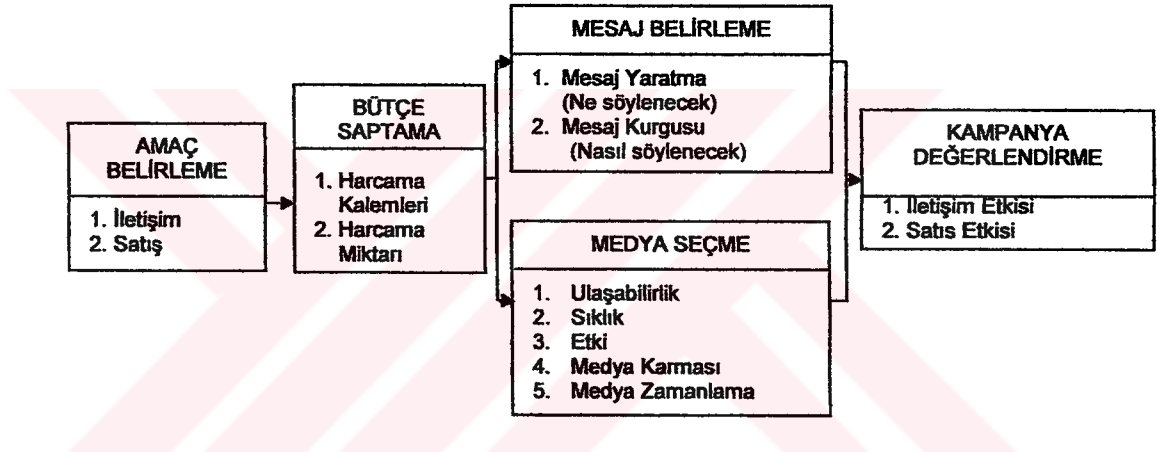 AMAÇ
BELİRLEME
1. İletişim
2. Satış
BÜTÇE
SAPTAMA
1. Harcama
Kalemleri
2. Harcama
Miktarı
MESAJ BELİRLEME
1. Mesaj Yaratma
(Ne söylenecek)
2. Mesaj Kurgusu
(Nasıl söylenecek)
MEDYA SEÇME
1. Ulaşabilirlik
2. Sıklık
3. Etki
4. Medya Karması
5. Medya Zamanlama
KAMPANYA
DEĞERLENDİRME
1. İletişim Etkisi
2. Satıs Etkisi